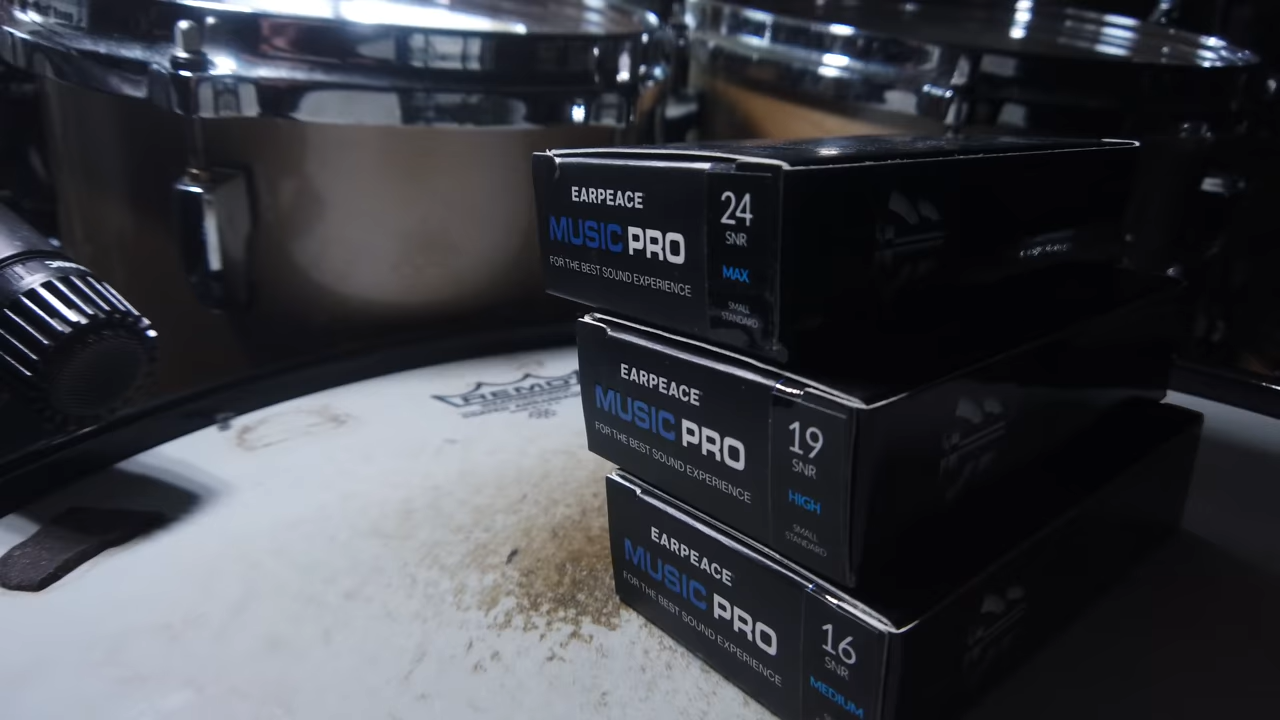 EARPEACE
MUSIC PRO
FOR THE BEST SOUND EXPERIENCE
24
SNR
MAX
SMALL
STANDARD
EARPEACE
MUSIC PRO
FOR THE BEST SOUND EXPERIENCE
19
SNR
HIGH
SMALL
STANDARD
EARPEACE
MUSIC PRO
FOR THE BEST SOUND EXPERIENCE
16
SNR
MEDIUM
REMO